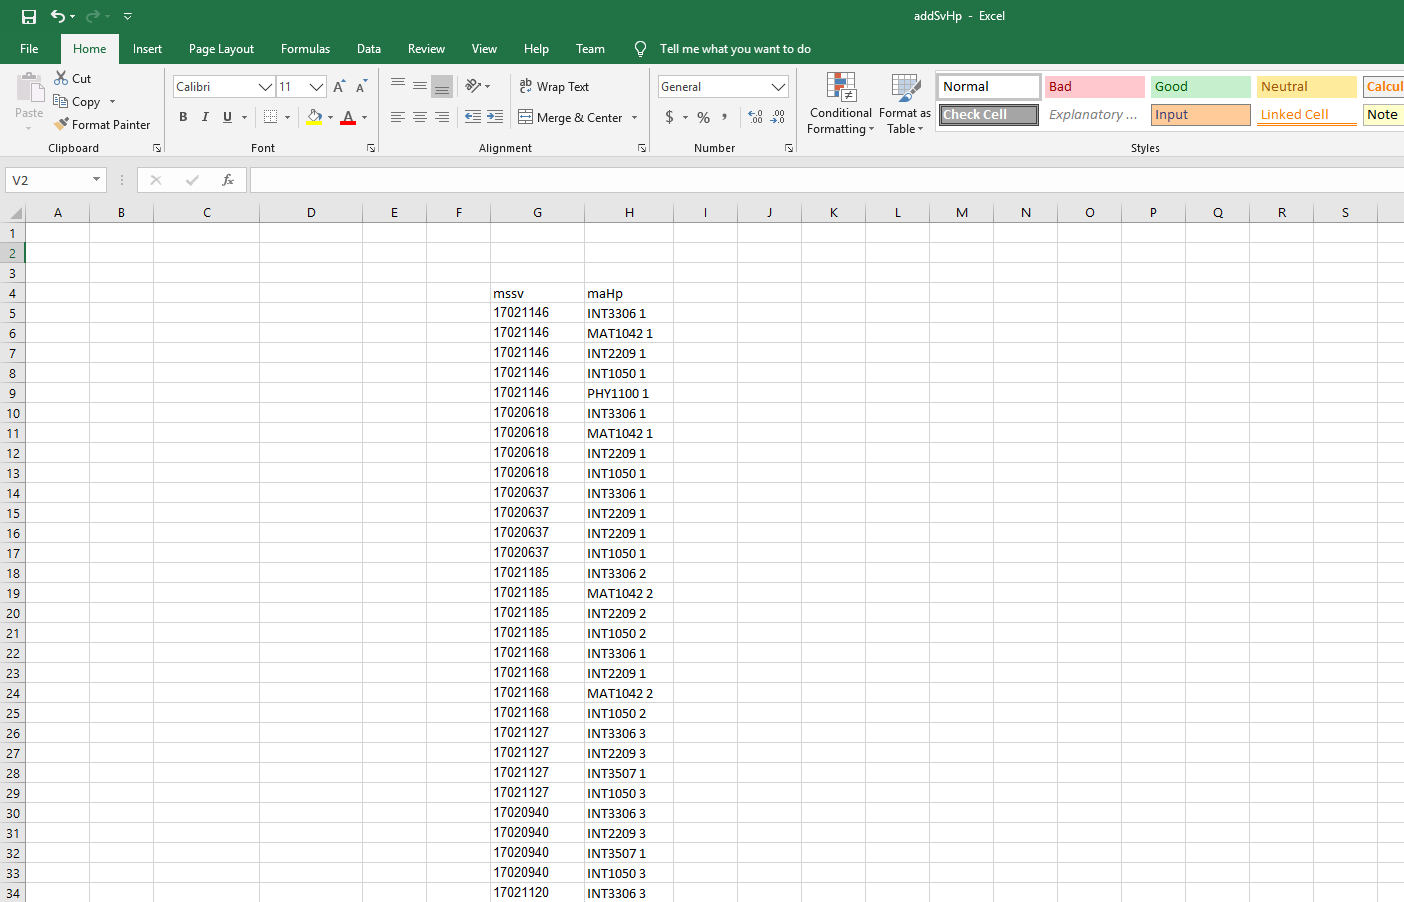 addSvHp - Excel
File Home Insert Page Layout Formulas Data Review View Help Team Tell me what you want to do
Paste
Cut
Copy
Format Painter
Clipboard
Calibri 11 A A
B I U A
Font
ab Wrap Text
Merge & Center
Alignment
General
$ % , .00 .00
Number
Conditional Formatting
Format as Table
Normal Bad Good Neutral Calcul
Check Cell Explanatory ... Input Linked Cell Note
Styles
V2 fx
A B C D E F G H I J K L M N O P Q R S
1
2
3
4 mssv maHp
5 17021146 INT3306 1
6 17021146 MAT1042 1
7 17021146 INT2209 1
8 17021146 INT1050 1
9 17021146 PHY1100 1
10 17020618 INT3306 1
11 17020618 MAT1042 1
12 17020618 INT2209 1
13 17020618 INT1050 1
14 17020637 INT3306 1
15 17020637 INT2209 1
16 17020637 INT2209 1
17 17020637 INT1050 1
18 17021185 INT3306 2
19 17021185 MAT1042 2
20 17021185 INT2209 2
21 17021185 INT1050 2
22 17021168 INT3306 1
23 17021168 INT2209 1
24 17021168 MAT1042 2
25 17021168 INT1050 2
26 17021127 INT3306 3
27 17021127 INT2209 3
28 17021127 INT3507 1
29 17021127 INT1050 3
30 17020940 INT3306 3
31 17020940 INT2209 3
32 17020940 INT3507 1
33 17020940 INT1050 3
34 17021120 INT3306 3